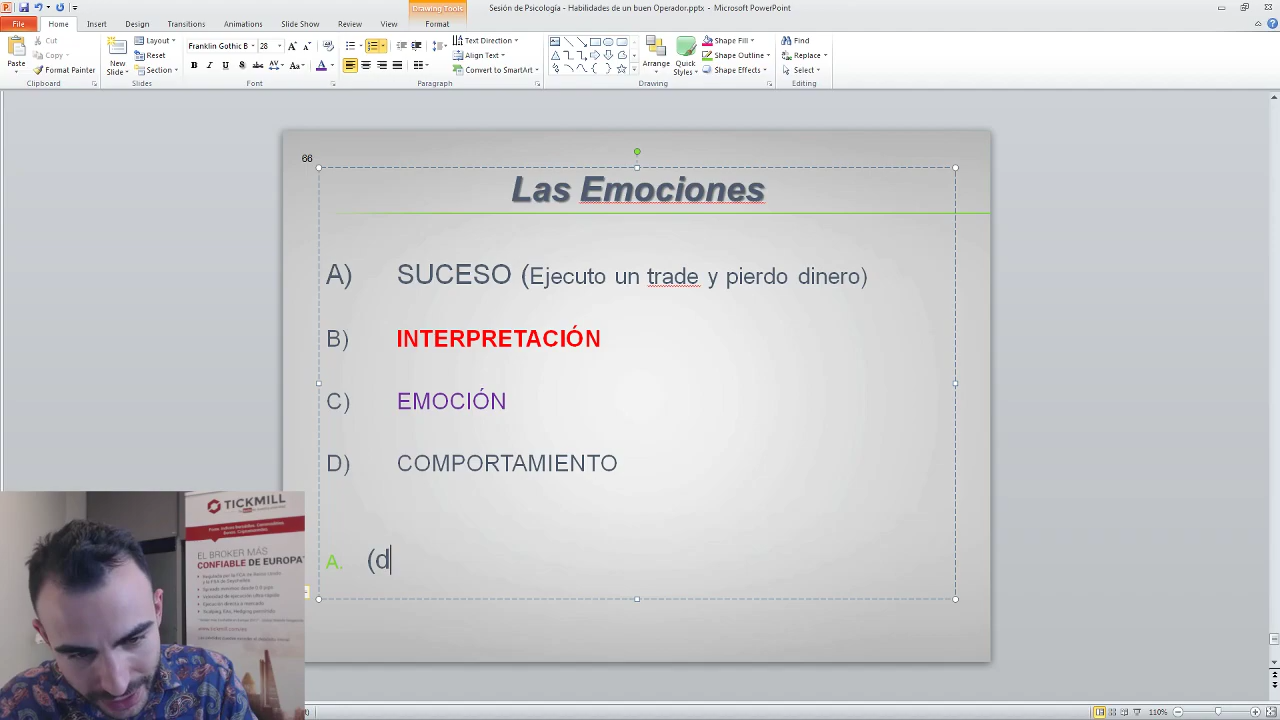 Sesión de Psicología - Habilidades de un buen Operador.pptx - Microsoft PowerPoint
Drawing Tools
File Home Insert Design Transitions Animations Slide Show Review View Format
Cut
Copy
Format Painter
Paste
Clipboard
New Slide
Layout
Reset
Section
Slides
Franklin Gothic B 28
Font
Text Direction
Align Text
Convert to SmartArt
Paragraph
Arrange
Quick Styles
Shape Fill
Shape Outline
Shape Effects
Drawing
Find
Replace
Select
Editing
66
Las Emociones
A) SUCESO (Ejecuto un trade y pierdo dinero)
B) INTERPRETACIÓN
C) EMOCIÓN
D) COMPORTAMIENTO
A. (d
TICKMILL
EL BROKER MÁS
CONFIABLE DE EUROPA
110%